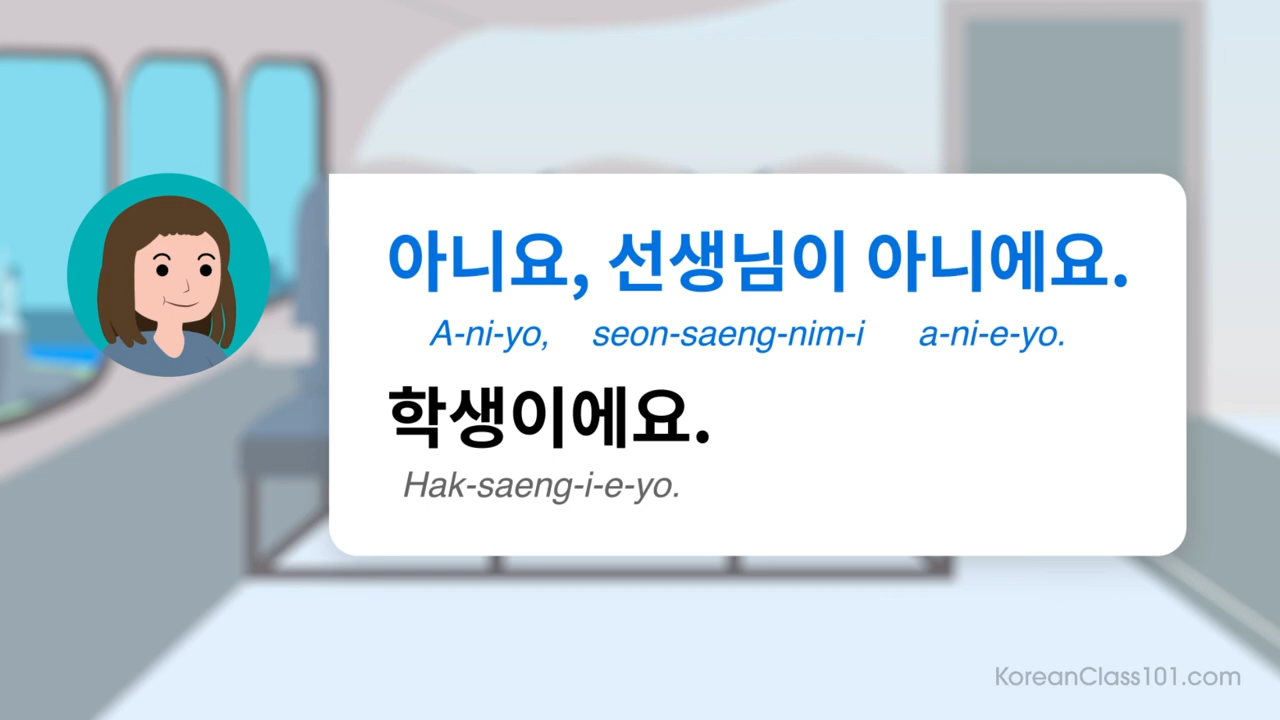 아니요, 선생님이 아니에요.
A-ni-yo, seon-saeng-nim-i a-ni-e-yo.
학생이에요.
Hak-saeng-i-e-yo.
KoreanClass101.com